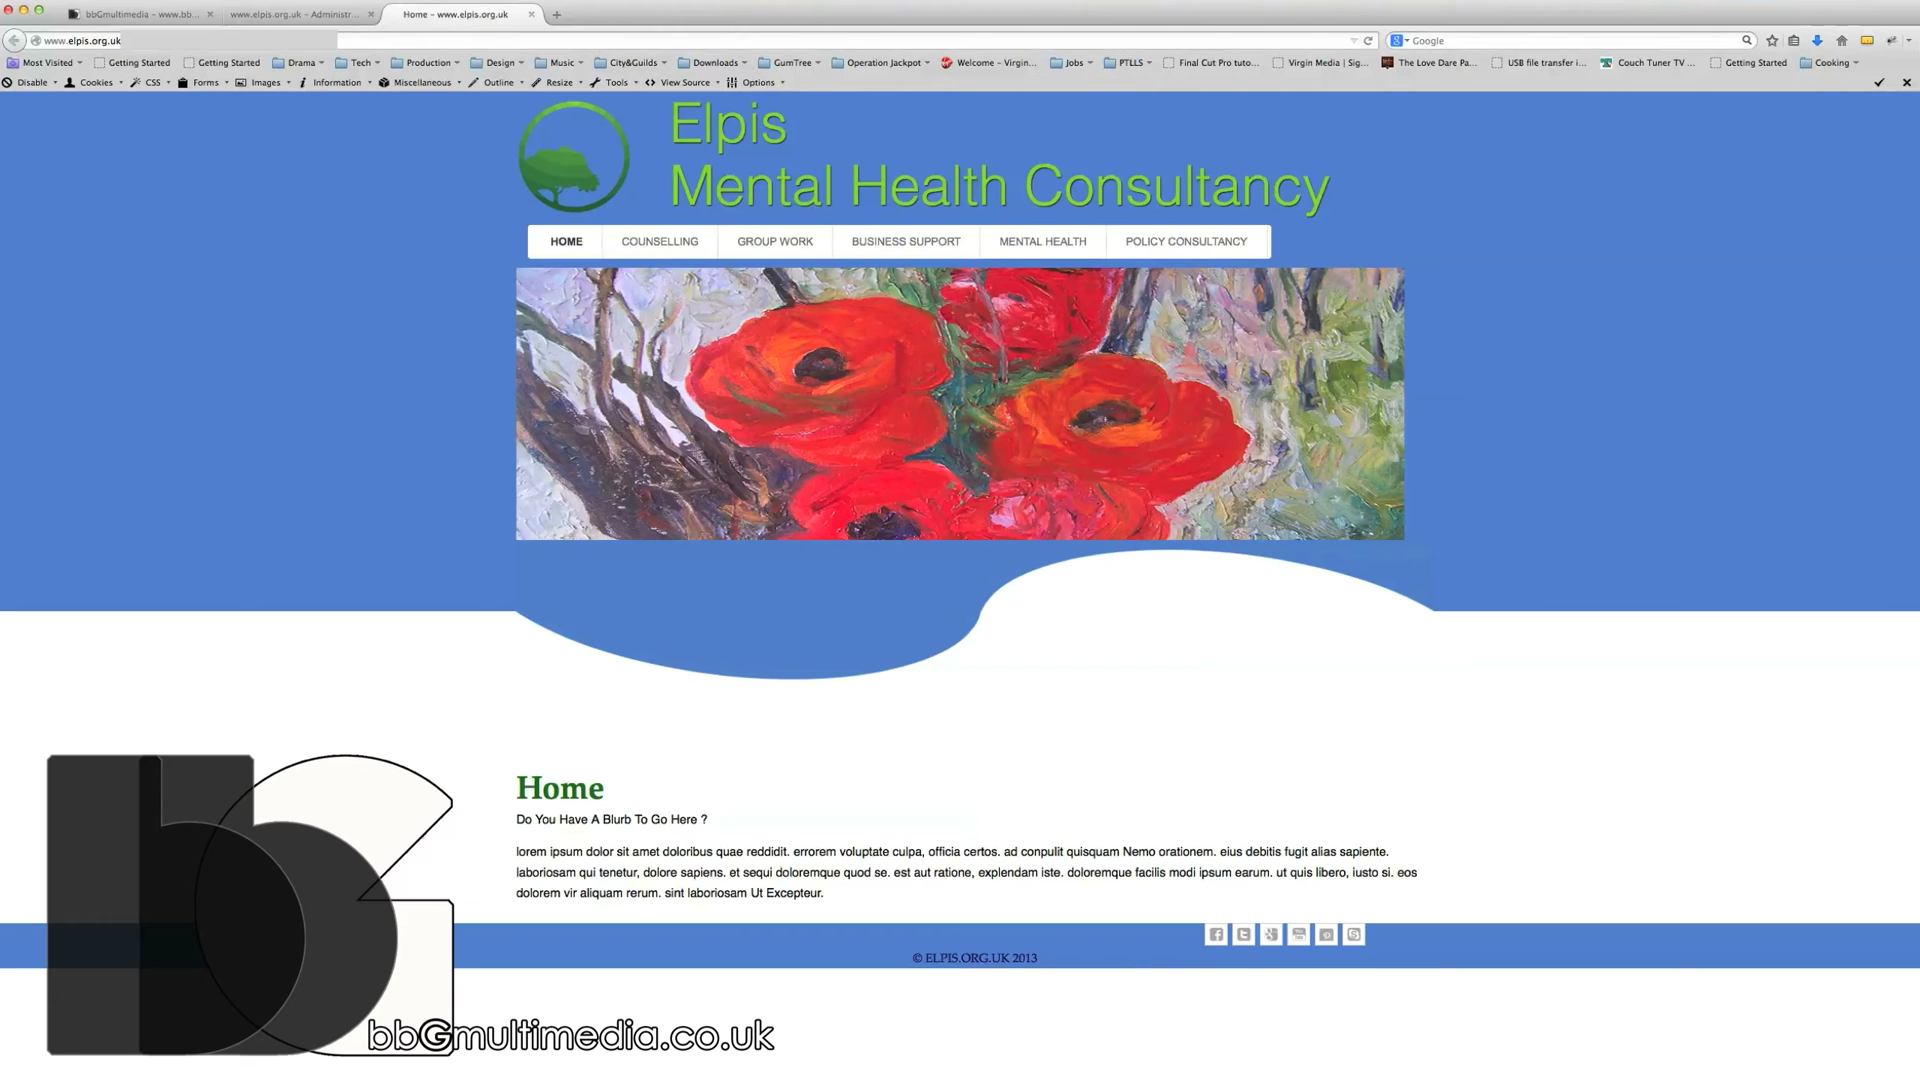 bbGmultimedia – www.bb...
www.elpis.org.uk – Administr...
Home – www.elpis.org.uk
www.elpis.org.uk
Google
Most Visited
Getting Started
Getting Started
Drama
Tech
Production
Design
Music
City&Guilds
Downloads
GumTree
Operation Jackpot
Welcome – Virgin...
Jobs
PTLLS
Final Cut Pro tuto...
Virgin Media | Sig...
The Love Dare Pa...
USB file transfer i...
Couch Tuner TV ...
Getting Started
Cooking
Disable
Cookies
CSS
Forms
Images
Information
Miscellaneous
Outline
Resize
Tools
View Source
Options
Elpis
Mental Health Consultancy
HOME
COUNSELLING
GROUP WORK
BUSINESS SUPPORT
MENTAL HEALTH
POLICY CONSULTANCY
Home
Do You Have A Blurb To Go Here ?
lorem ipsum dolor sit amet doloribus quae reddidit. errorem voluptate culpa, officia certos. ad conpulit quisquam Nemo orationem. eius debitis fugit alias sapiente.
laboriosam qui tenetur, dolore sapiens. et sequi doloremque quod se. est aut ratione, explendam iste. doloremque facilis modi ipsum earum. ut quis libero, iusto si. eos
dolorem vir aliquam rerum. sint laboriosam Ut Excepteur.
© ELPIS.ORG.UK 2013
bbGmultimedia.co.uk